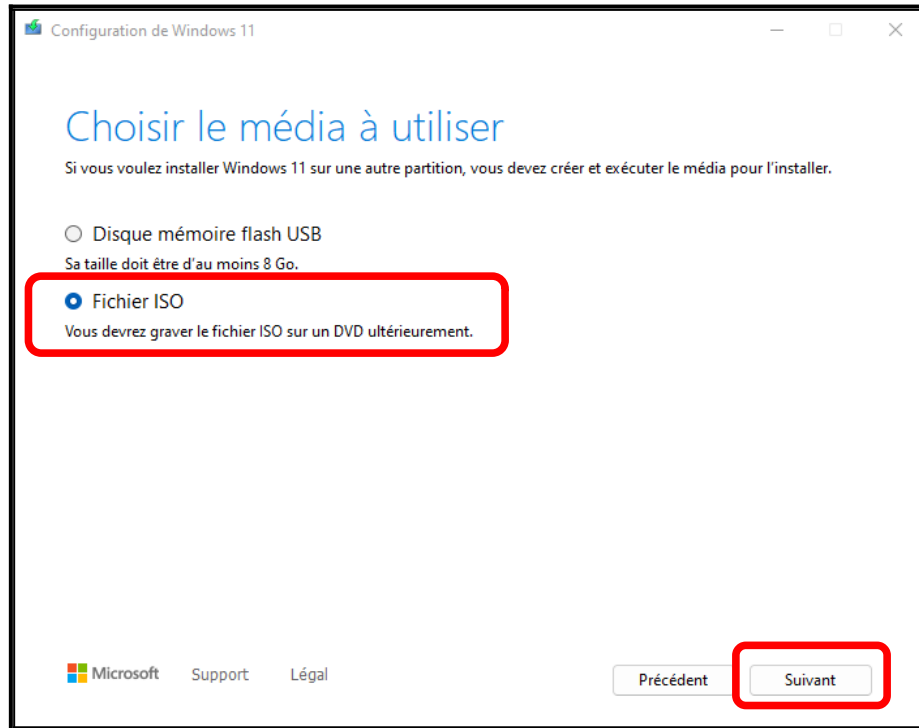 Configuration de Windows 11
Choisir le média à utiliser
Si vous voulez installer Windows 11 sur une autre partition, vous devez créer et exécuter le média pour l'installer.
Disque mémoire flash USB
Sa taille doit être d'au moins 8 Go.
Fichier ISO
Vous devrez graver le fichier ISO sur un DVD ultérieurement.
Microsoft Support Légal Précédent Suivant